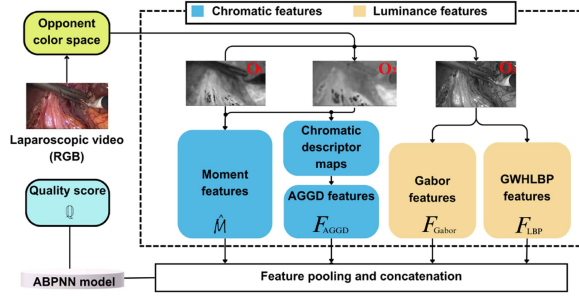 Chromatic features
Luminance features
Opponent
color space
Laparoscopic video
(RGB)
Quality score
ℚ
ABPNN model
O₁
O₂
O₃
Moment
features
M̂
Chromatic
descriptor
maps
AGGD features
F_AGGD
Gabor
features
F_Gabor
GWHLBP
features
F_LBP
Feature pooling and concatenation